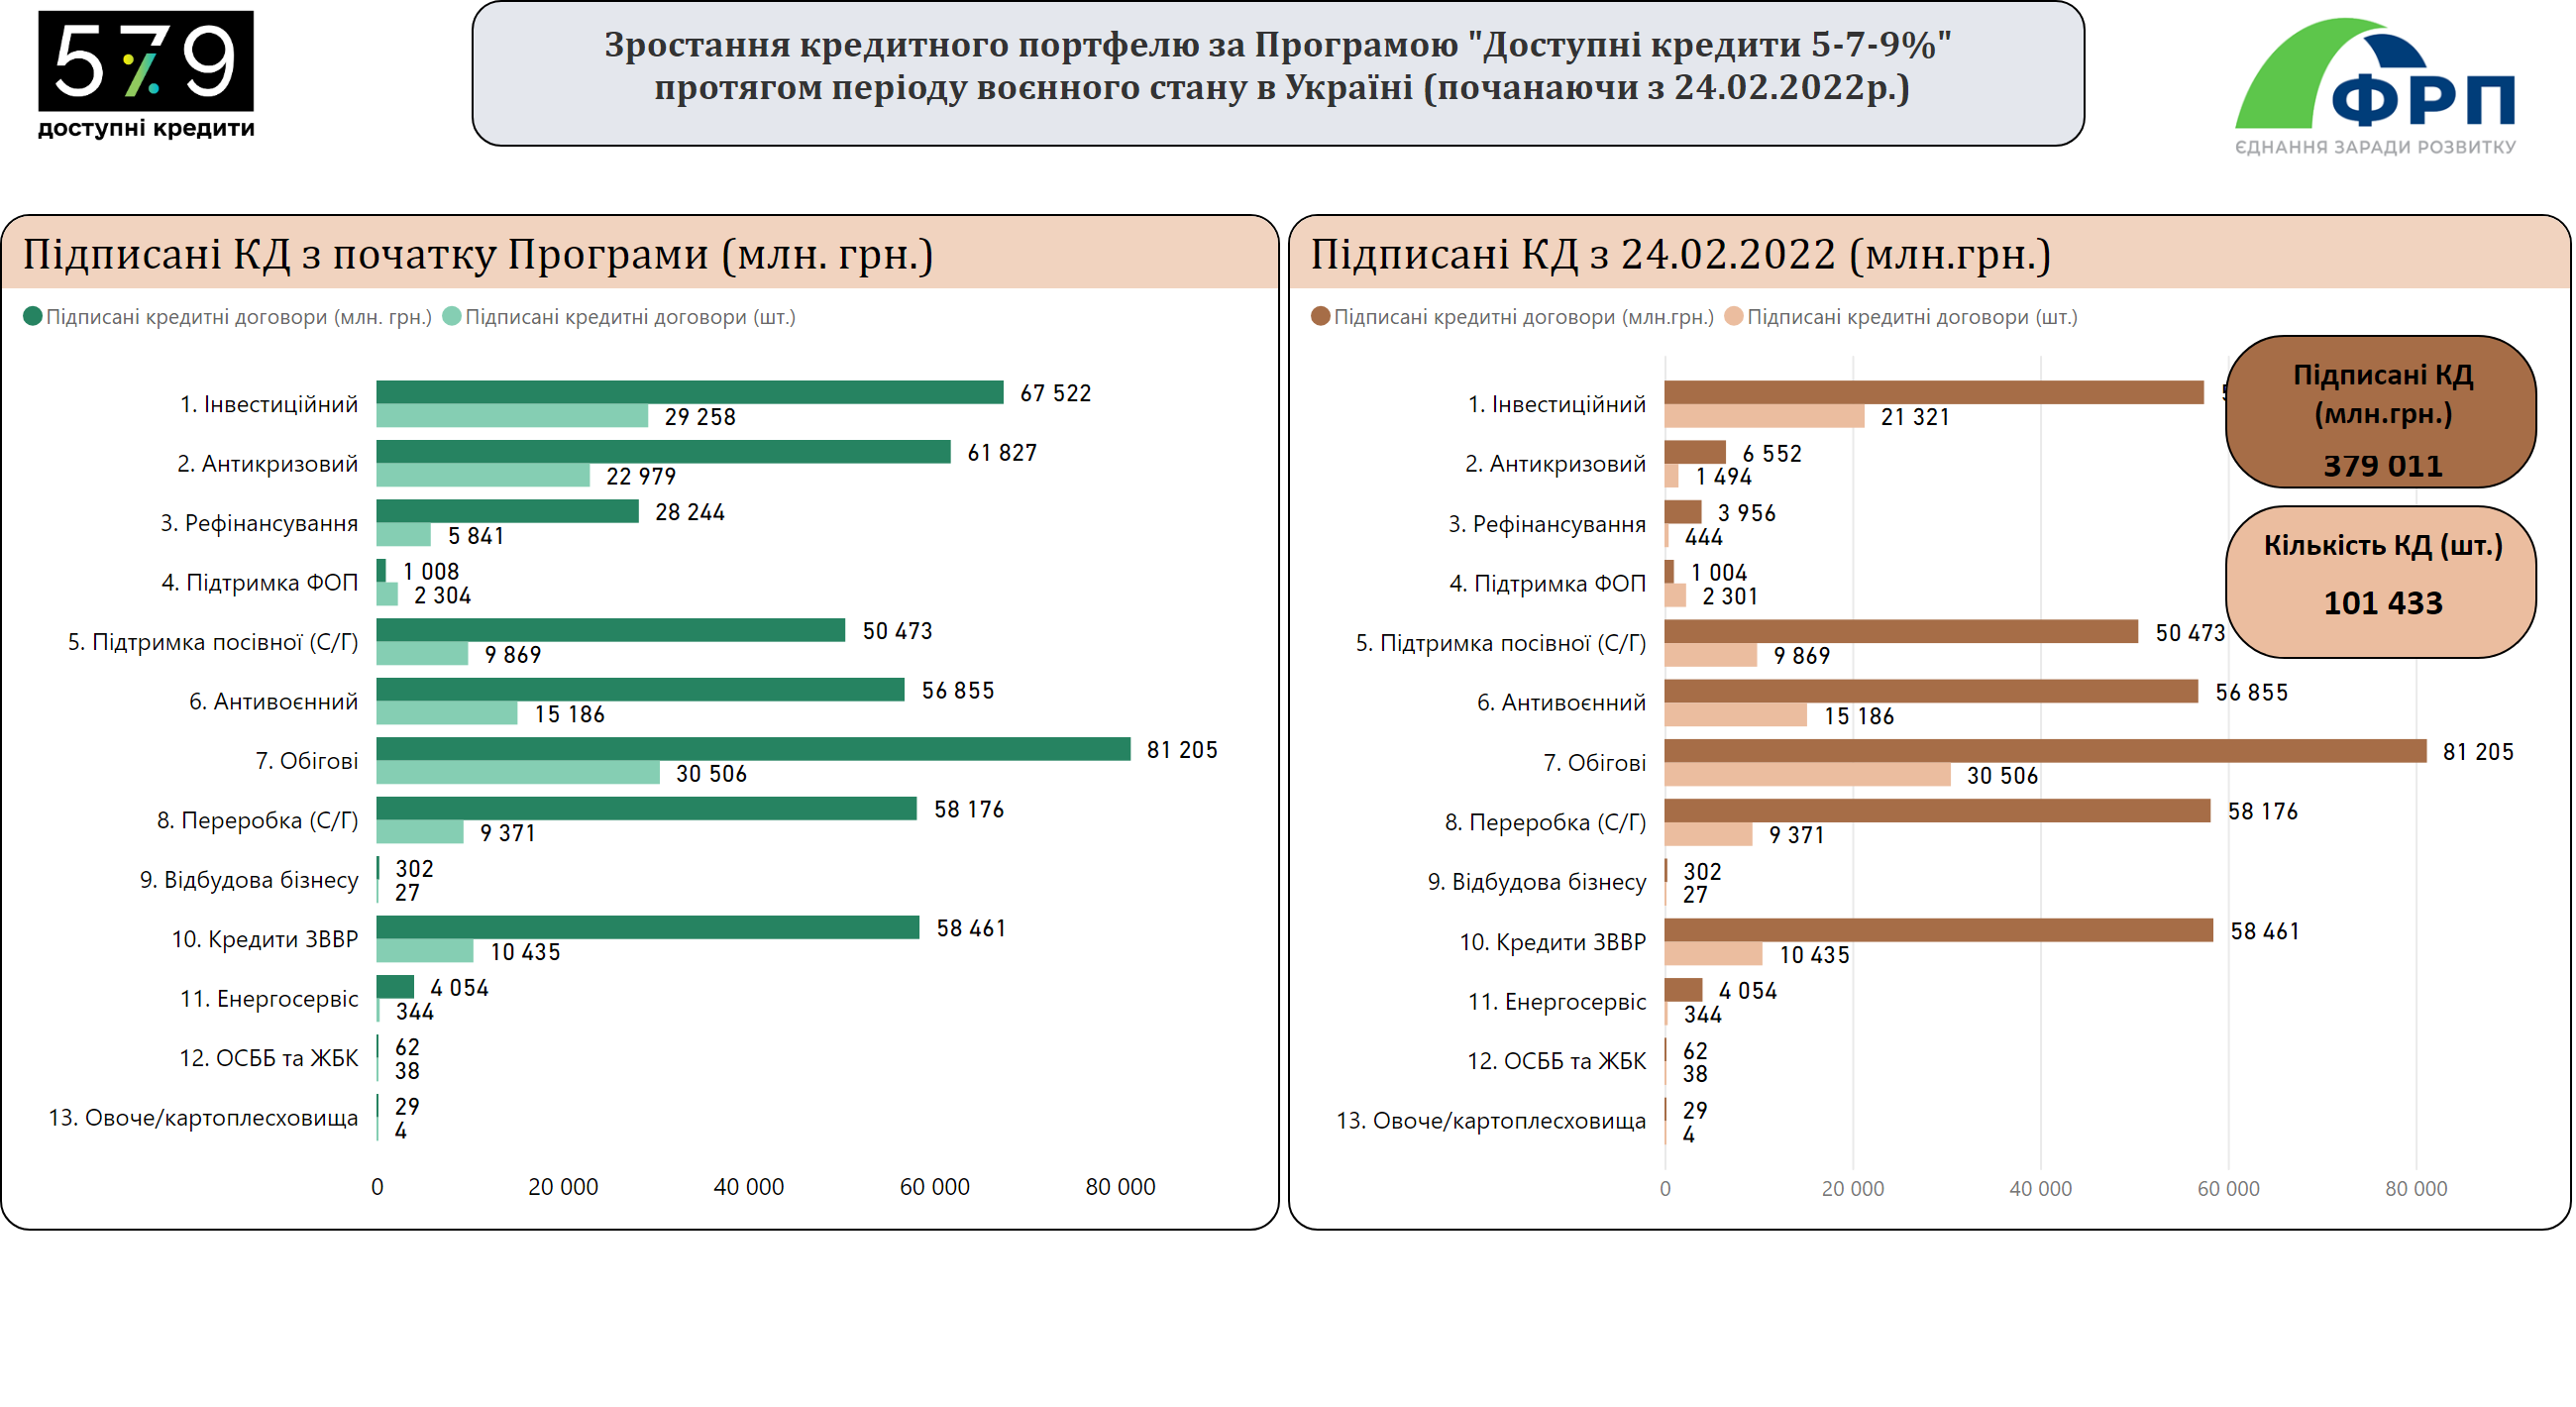 579
доступні кредити
Зростання кредитного портфелю за Програмою "Доступні кредити 5-7-9%"
протягом періоду воєнного стану в Україні (починаючи з 24.02.2022р.)
ФРП
ЄДНАННЯ ЗАРАДИ РОЗВИТКУ
Підписані КД з початку Програми (млн. грн.)
Підписані кредитні договори (млн. грн.) Підписані кредитні договори (шт.)
1. Інвестиційний 67 522
29 258
2. Антикризовий 61 827
22 979
3. Рефінансування 28 244
5 841
4. Підтримка ФОП 1 008
2 304
5. Підтримка посівної (С/Г) 50 473
9 869
6. Антивоєнний 56 855
15 186
7. Обігові 81 205
30 506
8. Переробка (С/Г) 58 176
9 371
9. Відбудова бізнесу 302
27
10. Кредити ЗВВР 58 461
10 435
11. Енергосервіс 4 054
344
12. ОСББ та ЖБК 62
38
13. Овоче/картоплесховища 29
4
0 20 000 40 000 60 000 80 000
Підписані КД з 24.02.2022 (млн.грн.)
Підписані кредитні договори (млн.грн.) Підписані кредитні договори (шт.)
1. Інвестиційний
21 321
2. Антикризовий 6 552
1 494
3. Рефінансування 3 956
444
4. Підтримка ФОП 1 004
2 301
5. Підтримка посівної (С/Г) 50 473
9 869
6. Антивоєнний 56 855
15 186
7. Обігові 81 205
30 506
8. Переробка (С/Г) 58 176
9 371
9. Відбудова бізнесу 302
27
10. Кредити ЗВВР 58 461
10 435
11. Енергосервіс 4 054
344
12. ОСББ та ЖБК 62
38
13. Овоче/картоплесховища 29
4
0 20 000 40 000 60 000 80 000
Підписані КД
(млн.грн.)
379 011
Кількість КД (шт.)
101 433